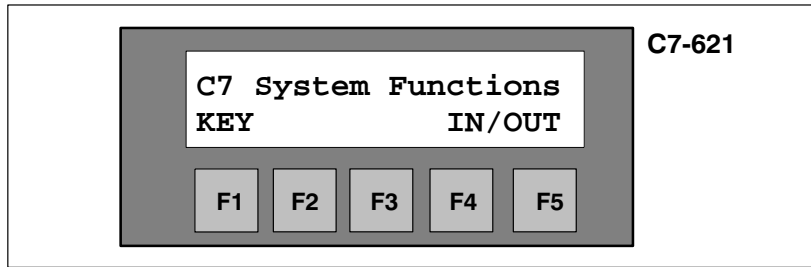 C7-621
C7 System Functions
KEY IN/OUT
F1 F2 F3 F4 F5